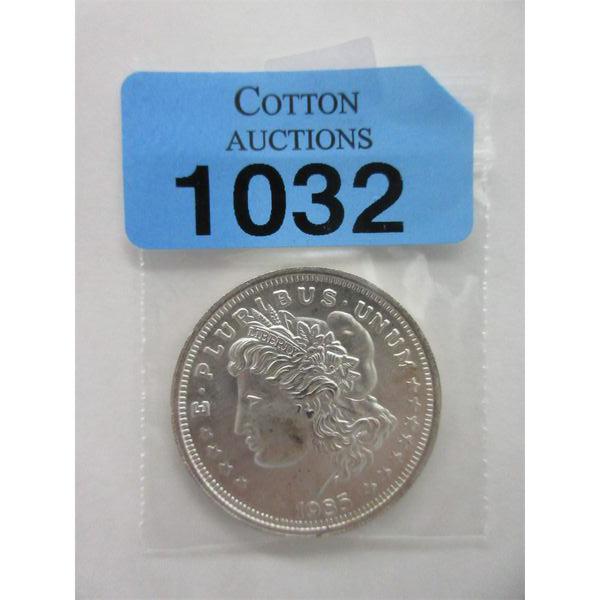 COTTON
AUCTIONS
1032
E·PLURIBUS·UNUM
LIBERTY
1985